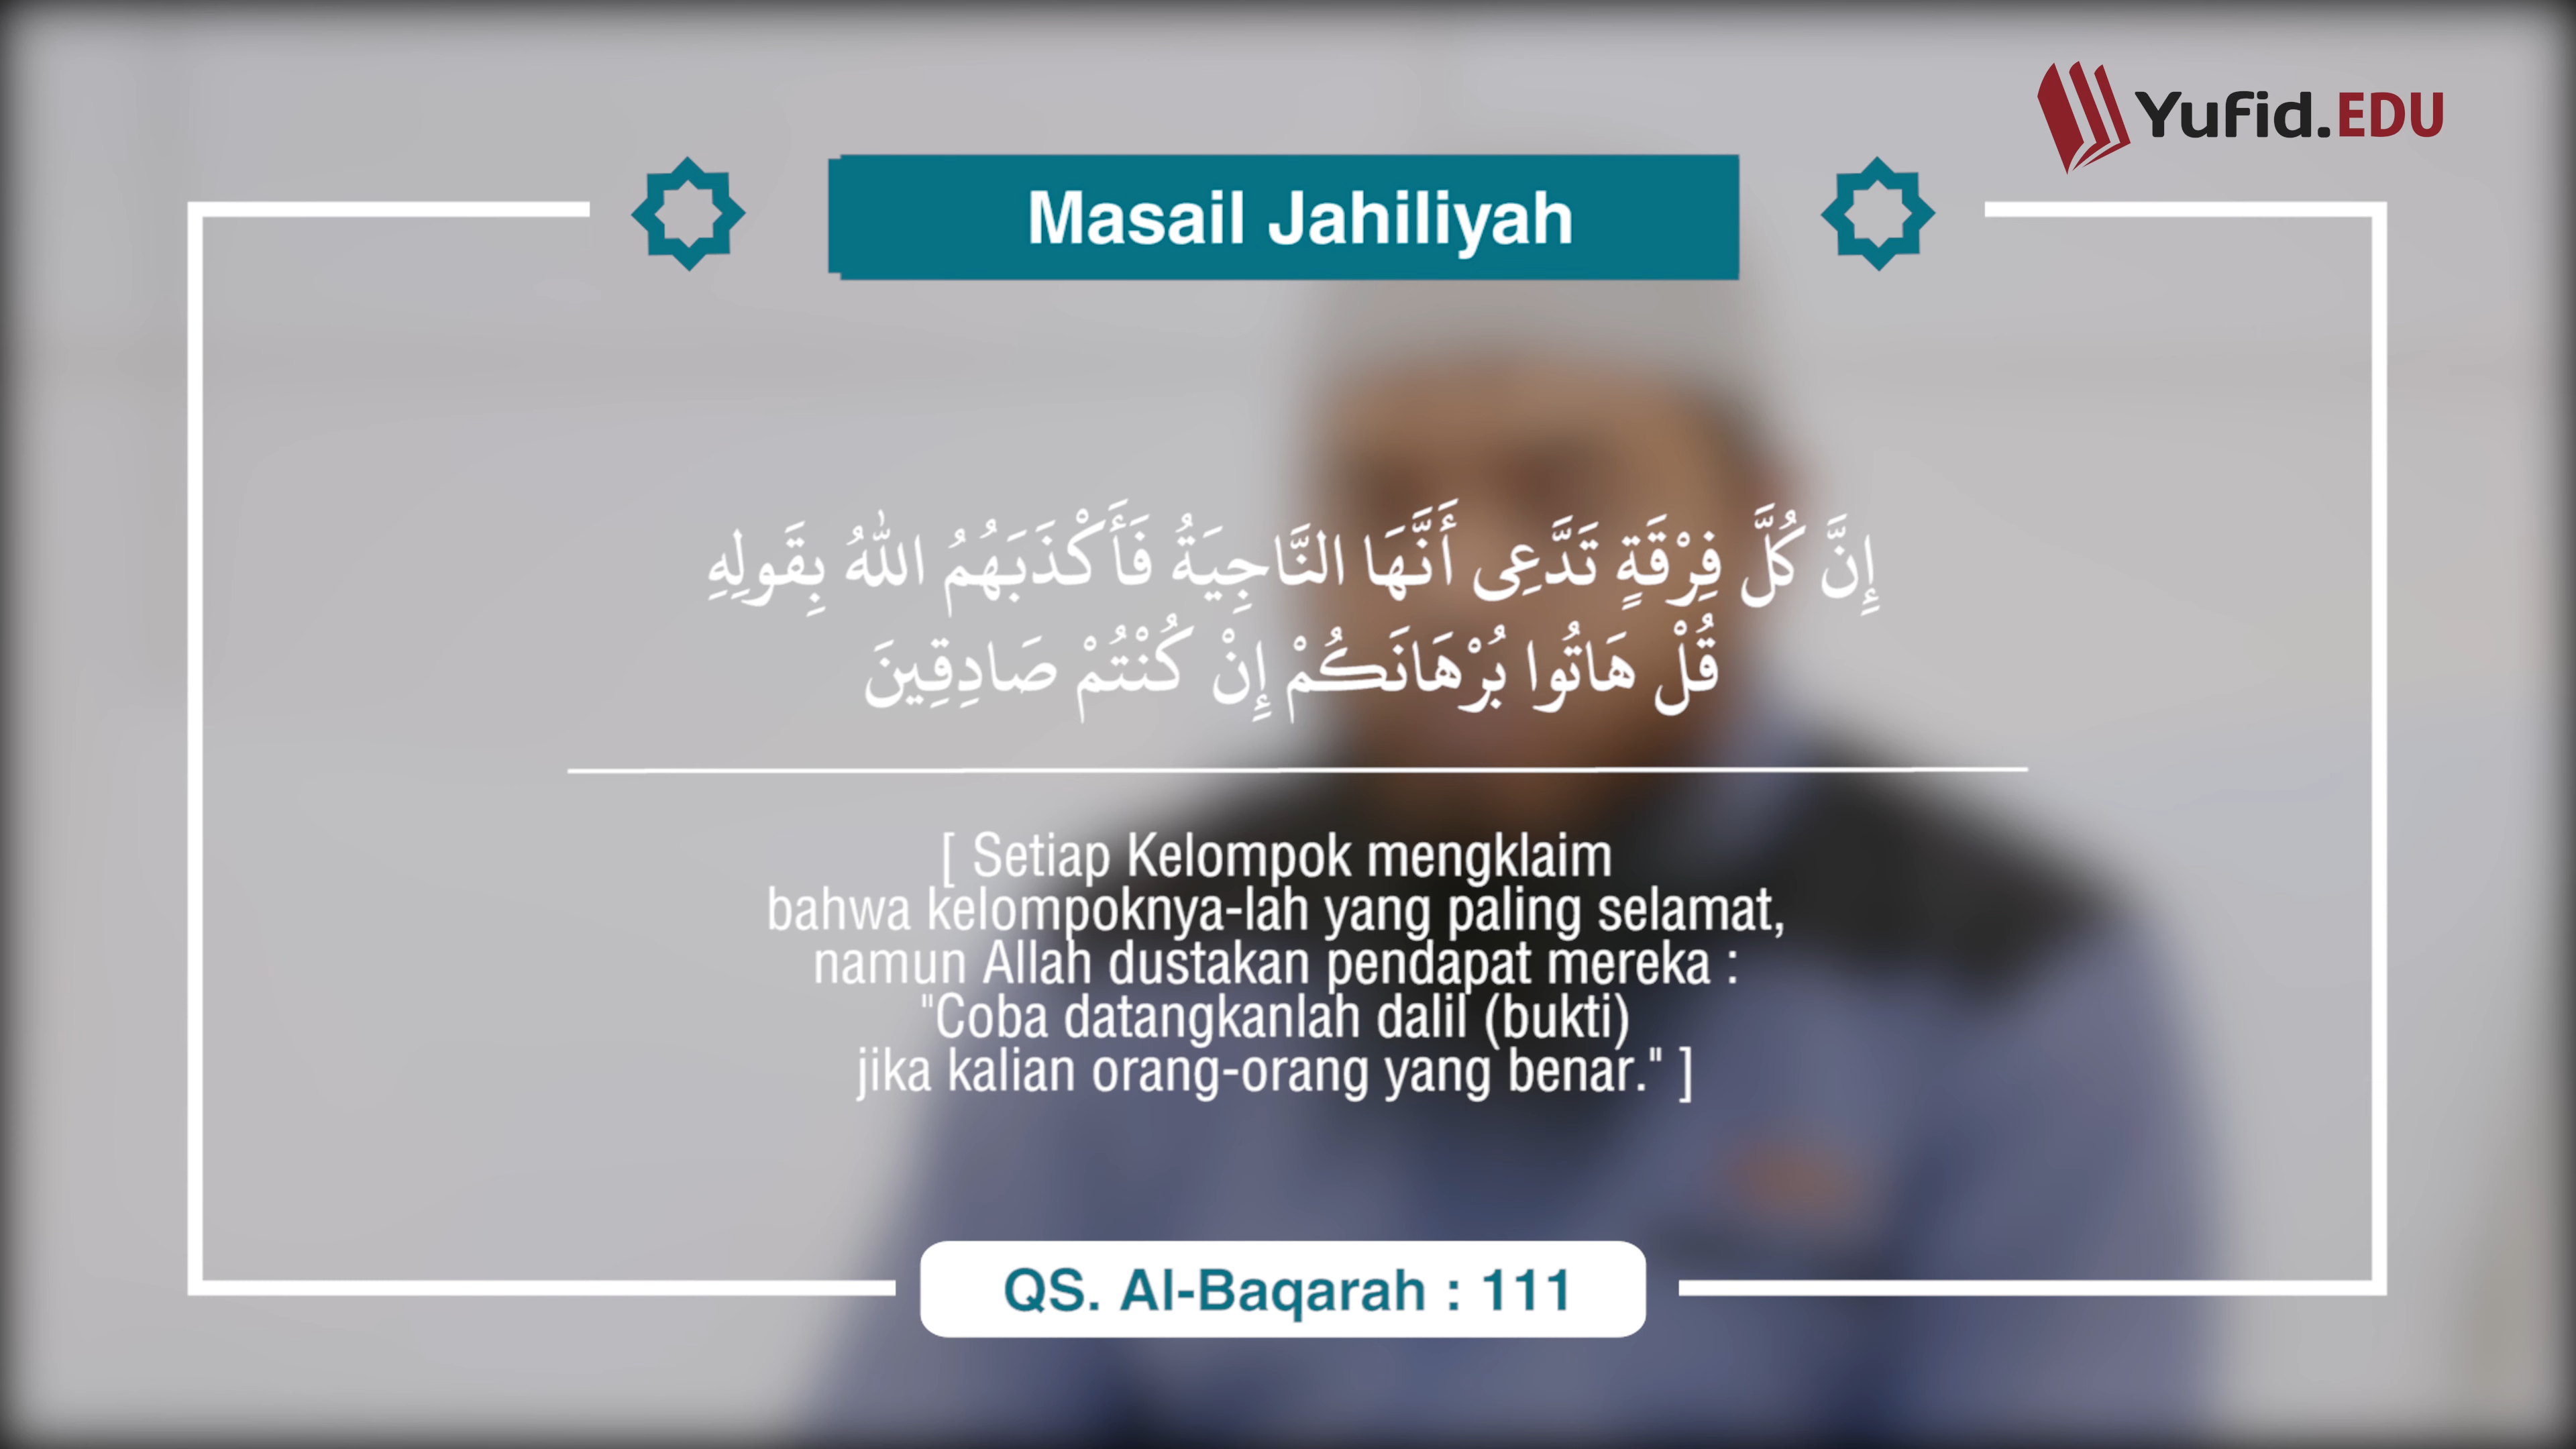 Yufid.EDU
Masail Jahiliyah
إِنَّ كُلَّ فِرْقَةٍ تَدَّعِى أَنَّهَا النَّاجِيَةُ فَأَكْذَبَهُمُ اللهُ بِقَولِهِ
قُلْ هَاتُوا بُرْهَانَكُمْ إِنْ كُنْتُمْ صَادِقِينَ
[ Setiap Kelompok mengklaim
bahwa kelompoknya-lah yang paling selamat,
namun Allah dustakan pendapat mereka :
"Coba datangkanlah dalil (bukti)
jika kalian orang-orang yang benar." ]
QS. Al-Baqarah : 111